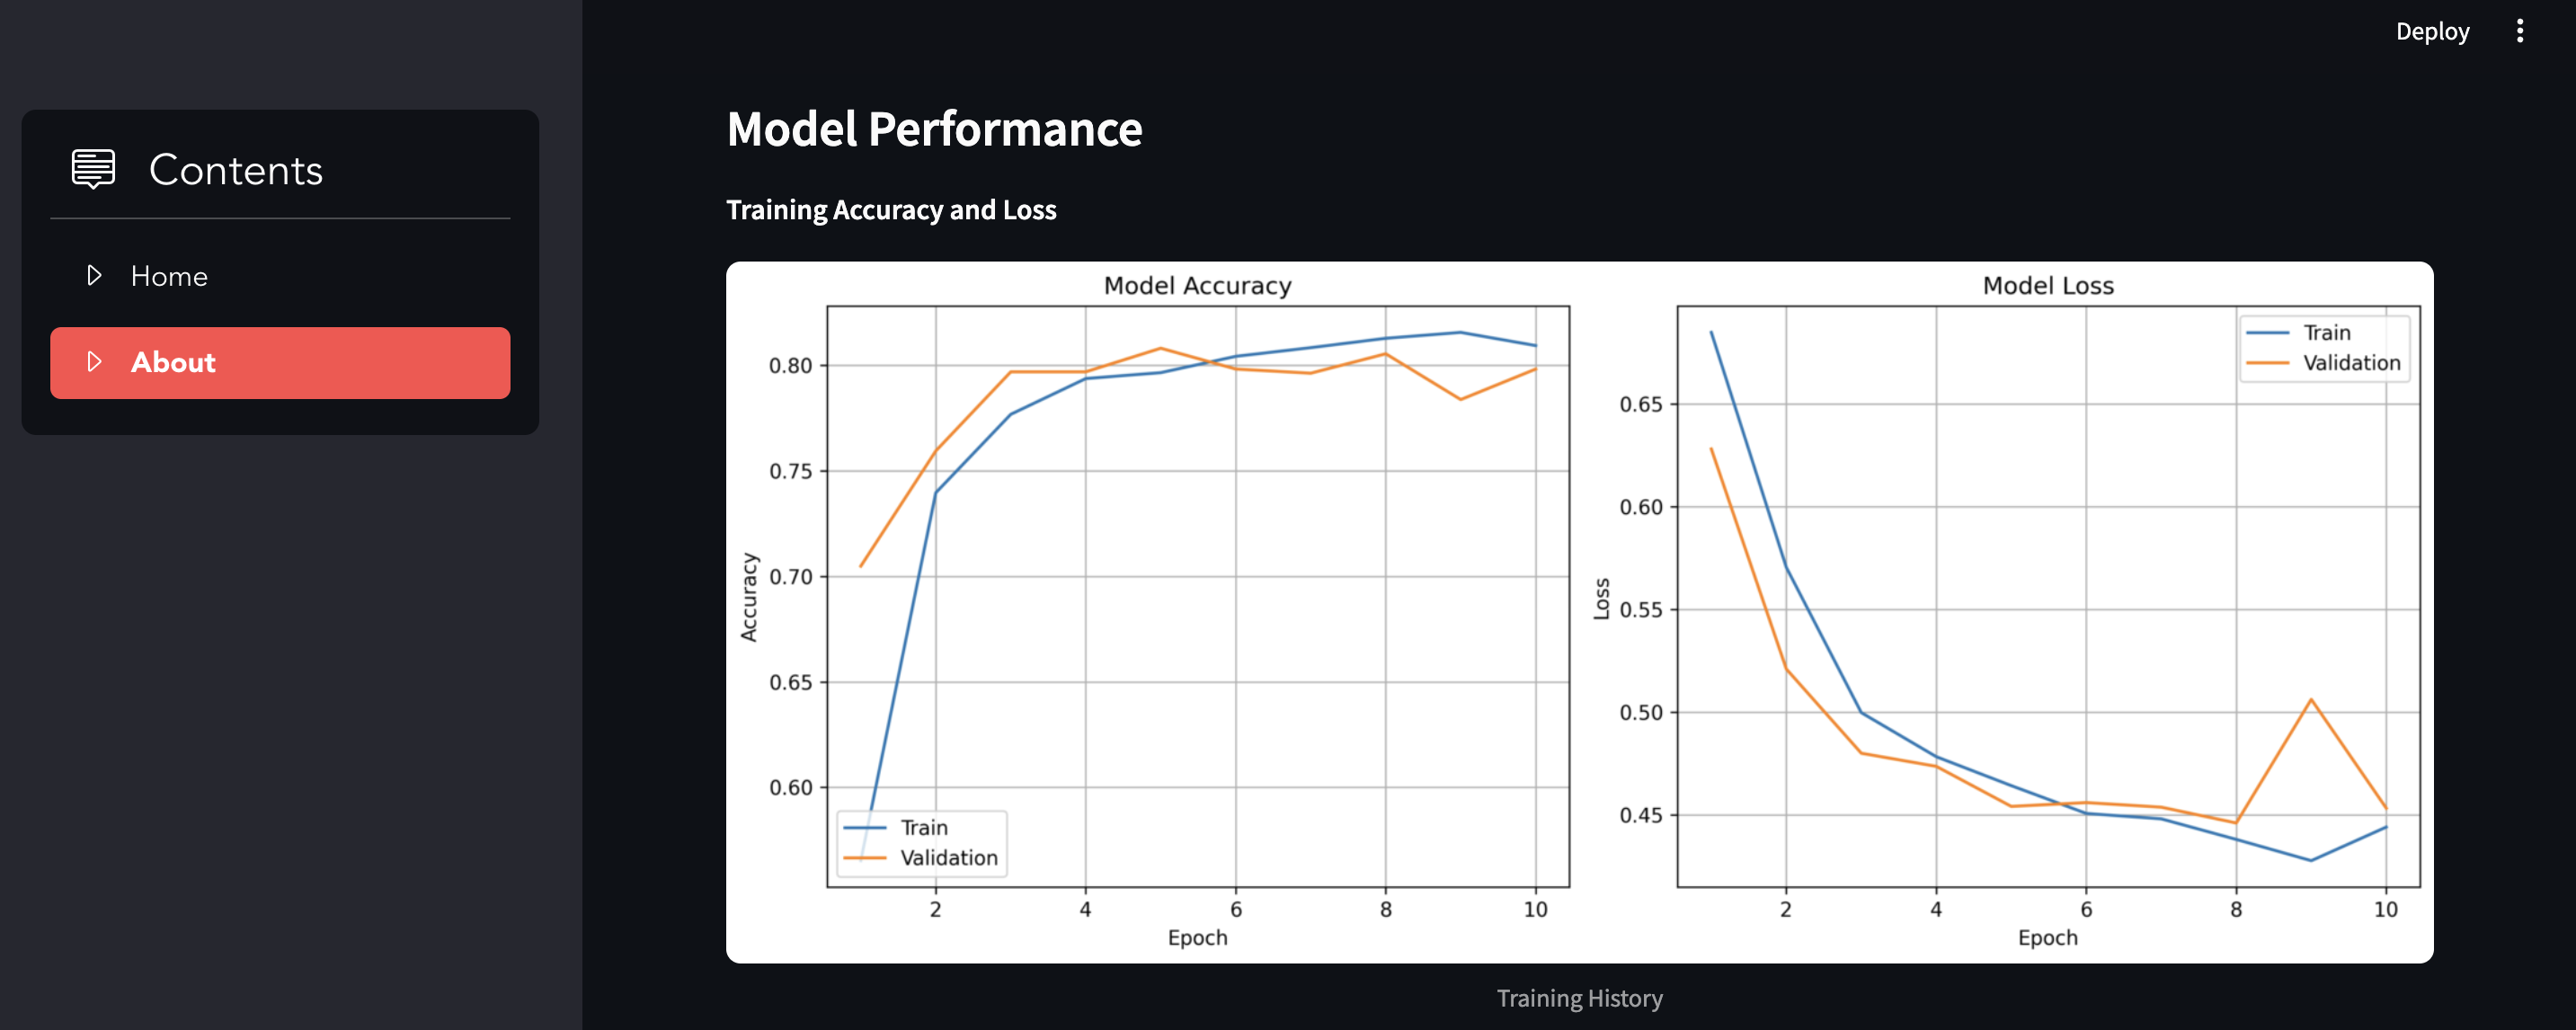 Deploy
Contents
Home
About
Model Performance
Training Accuracy and Loss
Model Accuracy
0.80
0.75
0.70
0.65
0.60
Accuracy
Train
Validation
2 4 6 8 10
Epoch
Model Loss
Train
Validation
0.65
0.60
0.55
0.50
0.45
Loss
2 4 6 8 10
Epoch
Training History